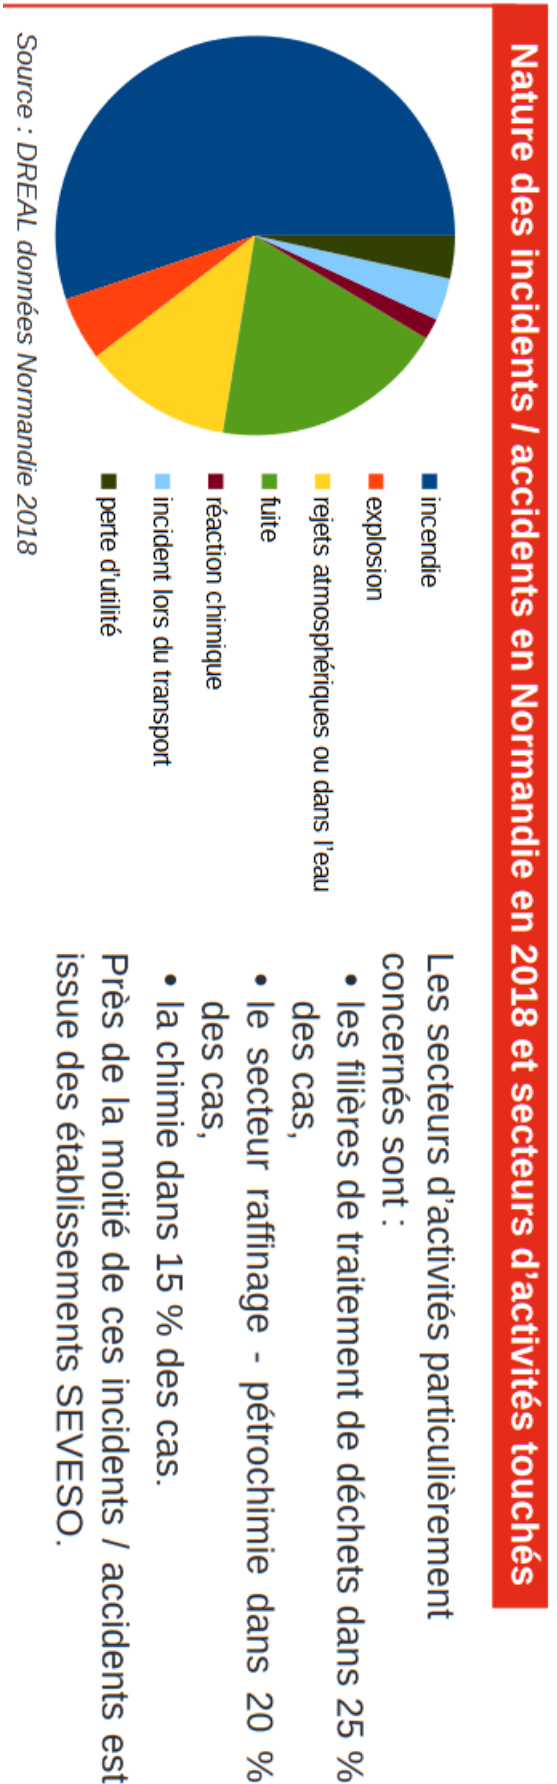 Nature des incidents / accidents en Normandie en 2018 et secteurs d'activités touchés
incendie
explosion
rejets atmosphériques ou dans l'eau
fuite
réaction chimique
incident lors du transport
perte d'utilité
Source : DREAL données Normandie 2018
Les secteurs d'activités particulièrement
concernés sont :
• les filières de traitement de déchets dans 25 %
des cas,
• le secteur raffinage - pétrochimie dans 20 %
des cas,
• la chimie dans 15 % des cas.
Près de la moitié de ces incidents / accidents est
issue des établissements SEVESO.